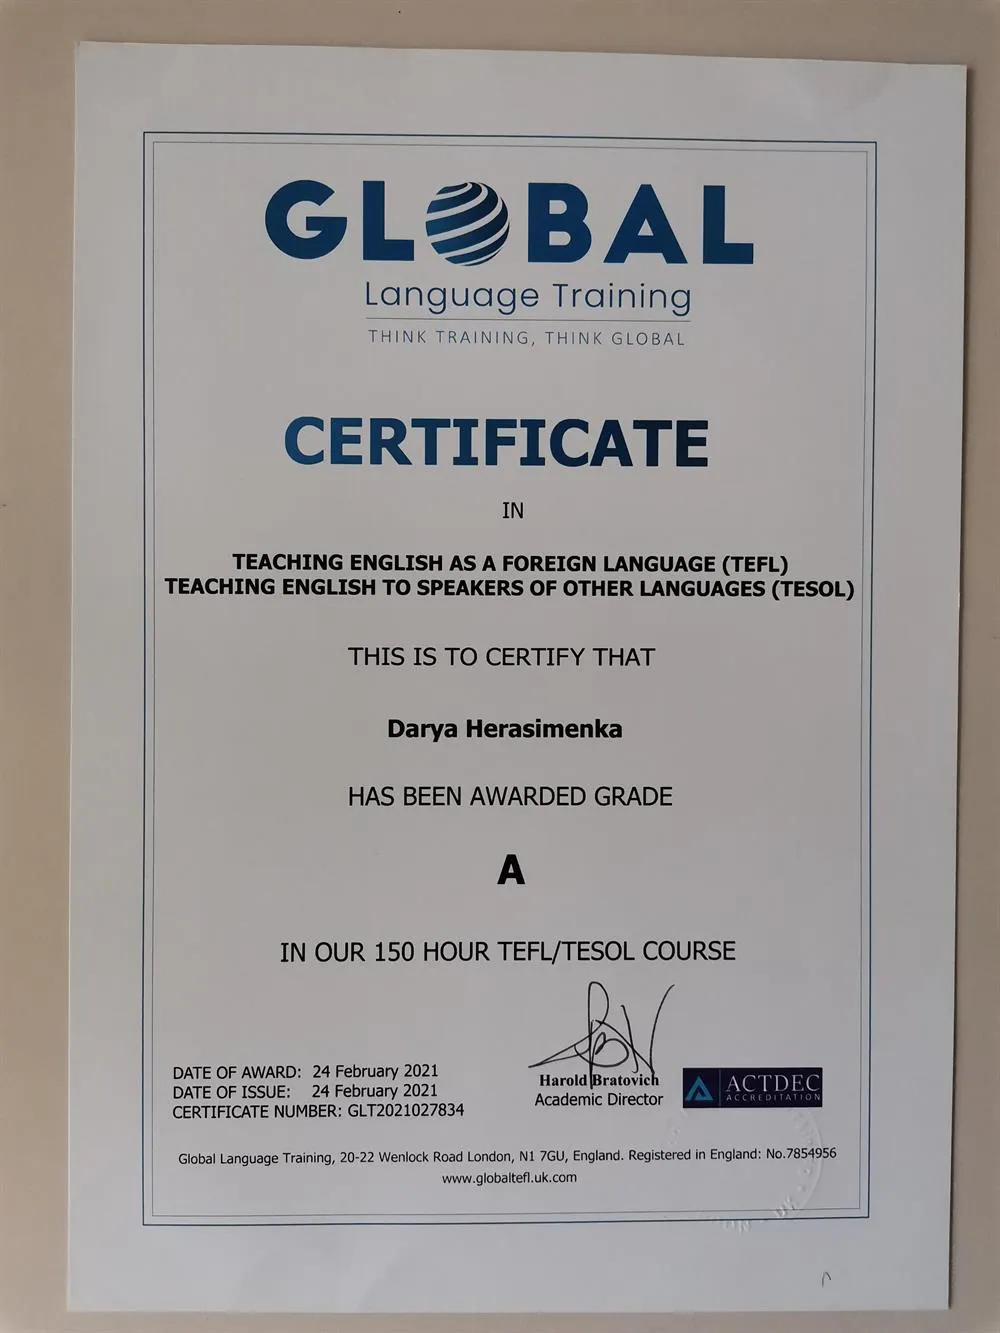 GLOBAL
Language Training
THINK TRAINING, THINK GLOBAL
CERTIFICATE
IN
TEACHING ENGLISH AS A FOREIGN LANGUAGE (TEFL)
TEACHING ENGLISH TO SPEAKERS OF OTHER LANGUAGES (TESOL)
THIS IS TO CERTIFY THAT
Darya Herasimenka
HAS BEEN AWARDED GRADE
A
IN OUR 150 HOUR TEFL/TESOL COURSE
DATE OF AWARD: 24 February 2021
DATE OF ISSUE: 24 February 2021
CERTIFICATE NUMBER: GLT2021027834
Harold Bratovich
Academic Director
ACTDEC
ACCREDITATION
Global Language Training, 20-22 Wenlock Road London, N1 7GU, England. Registered in England: No.7854956
www.globaltefl.uk.com